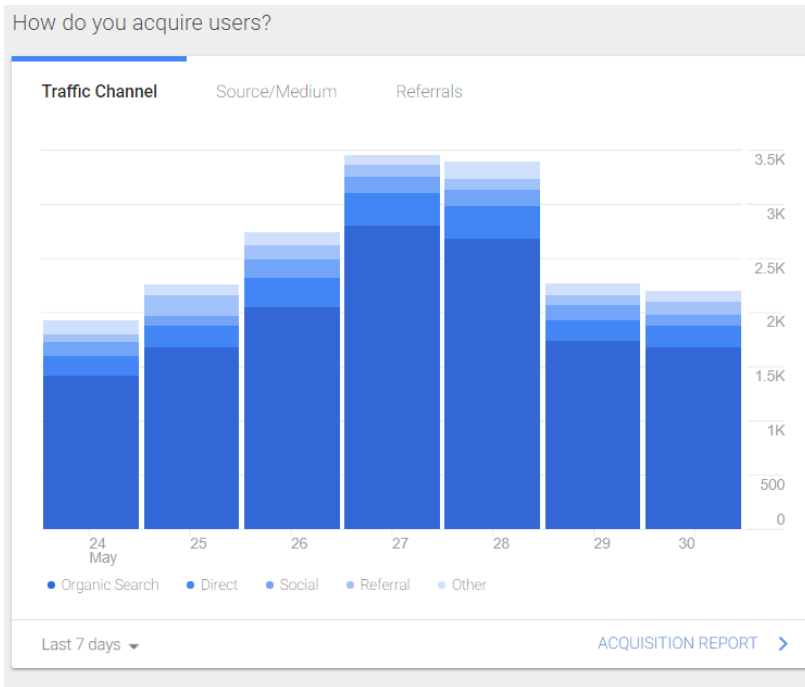 How do you acquire users?
Traffic Channel Source/Medium Referrals
3.5K
3K
2.5K
2K
1.5K
1K
500
0
24 25 26 27 28 29 30
May
Organic Search Direct Social Referral Other
Last 7 days ACQUISITION REPORT